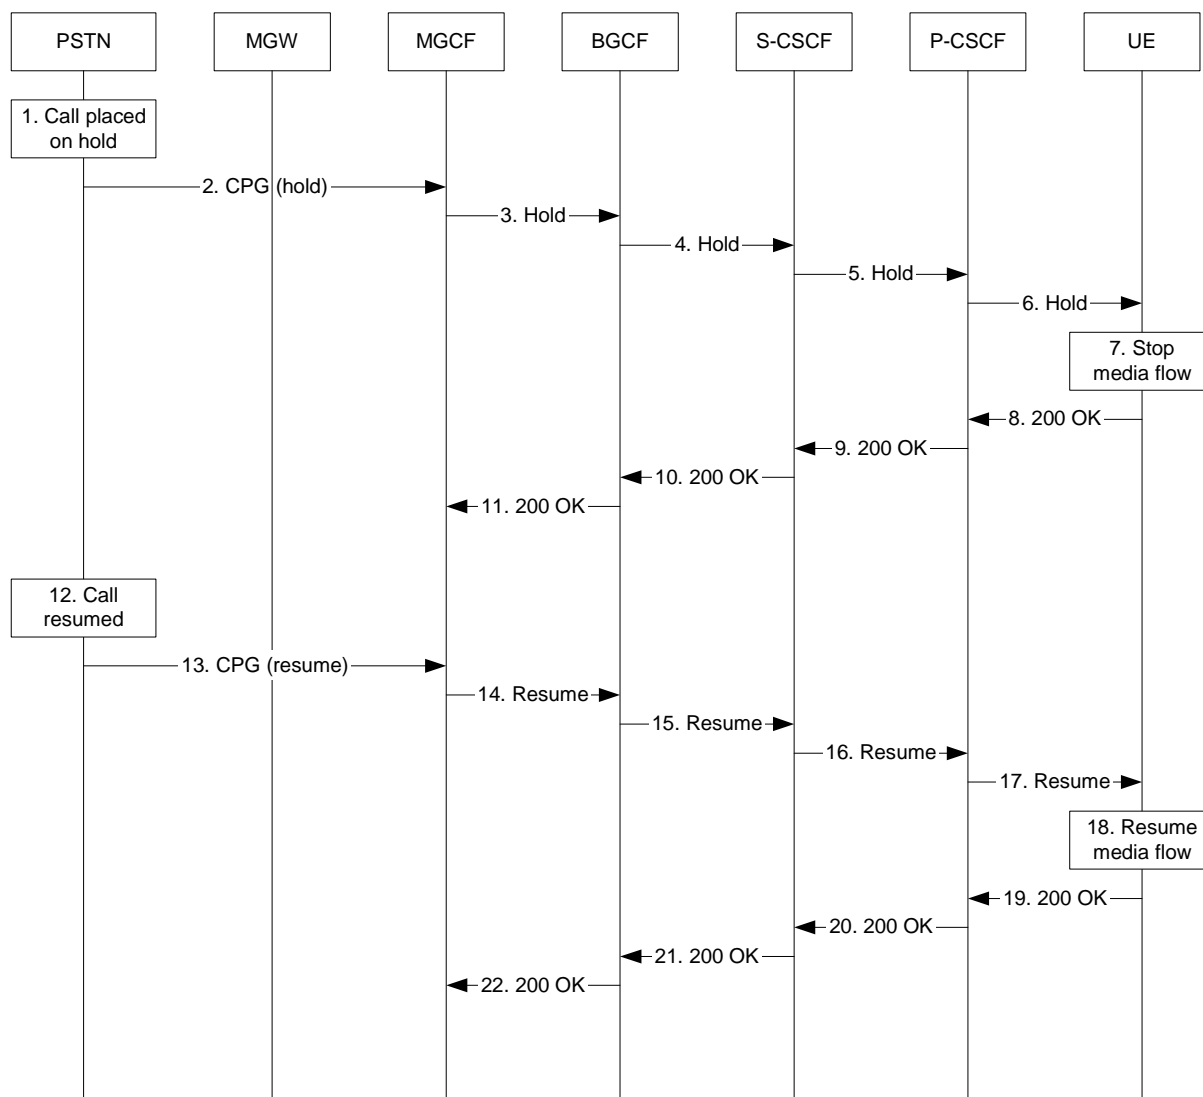 PSTN
MGW
MGCF
BGCF
S-CSCF
P-CSCF
UE
1. Call placed
on hold
2. CPG (hold)
3. Hold
4. Hold
5. Hold
6. Hold
7. Stop
media flow
8. 200 OK
9. 200 OK
10. 200 OK
11. 200 OK
12. Call
resumed
13. CPG (resume)
14. Resume
15. Resume
16. Resume
17. Resume
18. Resume
media flow
19. 200 OK
20. 200 OK
21. 200 OK
22. 200 OK